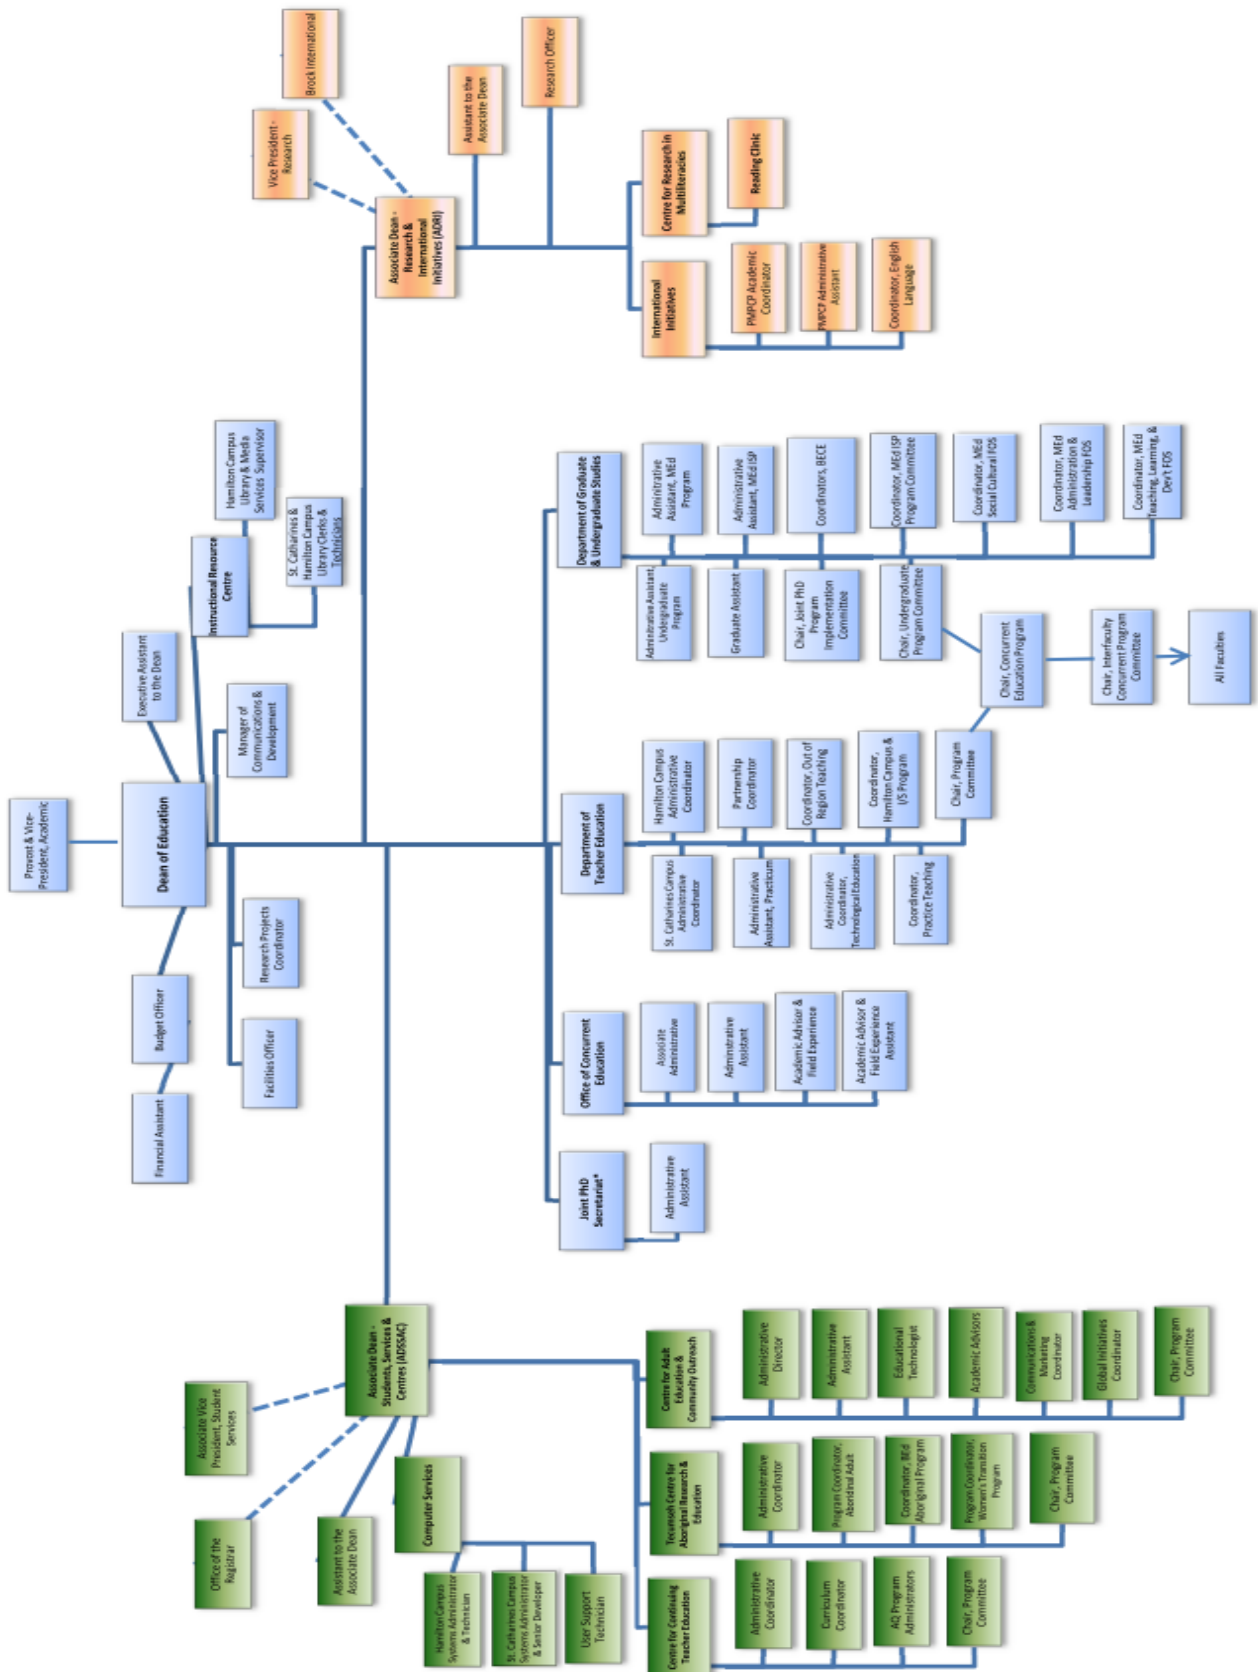 Provost & Vice-
President, Academic
Dean of Education
Executive Assistant
to the Dean
Budget Officer
Financial Assistant
Manager of
Communications &
Development
Research Projects
Coordinator
Facilities Officer
Instructional Resource
Centre
Hamilton Campus
Library & Media
Services Supervisor
St. Catharines &
Hamilton Campus
Library Clerks &
Technicians
Associate Vice
President, Student
Services
Office of the
Registrar
Associate Dean -
Students, Services &
Centres (ADSSAC)
Assistant to the
Associate Dean
Computer Services
Hamilton Campus
Systems Administrator
& Technician
St. Catharines Campus
Systems Administrator
& Senior Developer
User Support
Technician
Centre for Continuing
Teacher Education
Administrative
Coordinator
Curriculum
Coordinator
AQ Program
Administrators
Chair, Program
Committee
Tecumseh Centre for
Aboriginal Research &
Education
Administrative
Coordinator
Program Coordinator,
Aboridinal Adult
Coordinator, BEd
Aboriginal Program
Program Coordinator,
Women's Transition
Program
Chair, Program
Committee
Centre for Adult
Education &
Community Outreach
Administrative
Director
Administrative
Assistant
Educational
Technologist
Academic Advisors
Communications &
Marketing
Coordinator
Global Initiatives
Coordinator
Chair, Program
Committee
Joint PhD
Secretariat*
Administrative
Assistant
Office of Concurrent
Education
Associate
Administrative
Administrative
Assistant
Academic Advisor &
Field Experience
Academic Advisor &
Field Experience
Assistant
Department of
Teacher Education
St. Catharines Campus
Administrative
Coordinator
Hamilton Campus
Administrative
Coordinator
Administrative
Assistant, Practicum
Partnership
Coordinator
Administrative
Coordinator,
Technological Education
Coordinator, Out of
Region Teaching
Coordinator,
Practice Teaching
Coordinator,
Hamilton Campus &
I/S Program
Chair, Program
Committee
Department of Graduate
& Undergraduate Studies
Administrative Assistant,
Undergraduate
Program
Administrative
Assistant, MEd
Program
Graduate Assistant
Administrative
Assistant, MEd ISP
Chair, Joint PhD
Program
Implementation
Committee
Coordinators, BECE
Chair, Undergraduate
Program Committee
Coordinator, MEd ISP
Program Committee
Coordinator, MEd
Social Cultural FOS
Coordinator, MEd
Administration &
Leadership FOS
Coordinator, MEd
Teaching, Learning, &
Dev't FOS
Chair, Concurrent
Education Program
Chair, Interfaculty
Concurrent Program
Committee
All Faculties
Vice President -
Research
Brock International
Associate Dean -
Research &
International
Initiatives (ADRI)
Assistant to the
Associate Dean
Research Officer
International
Initiatives
PMPCP Academic
Coordinator
PMPCP Administrative
Assistant
Coordinator, English
Language
Centre for Research in
Multiliteracies
Reading Clinic